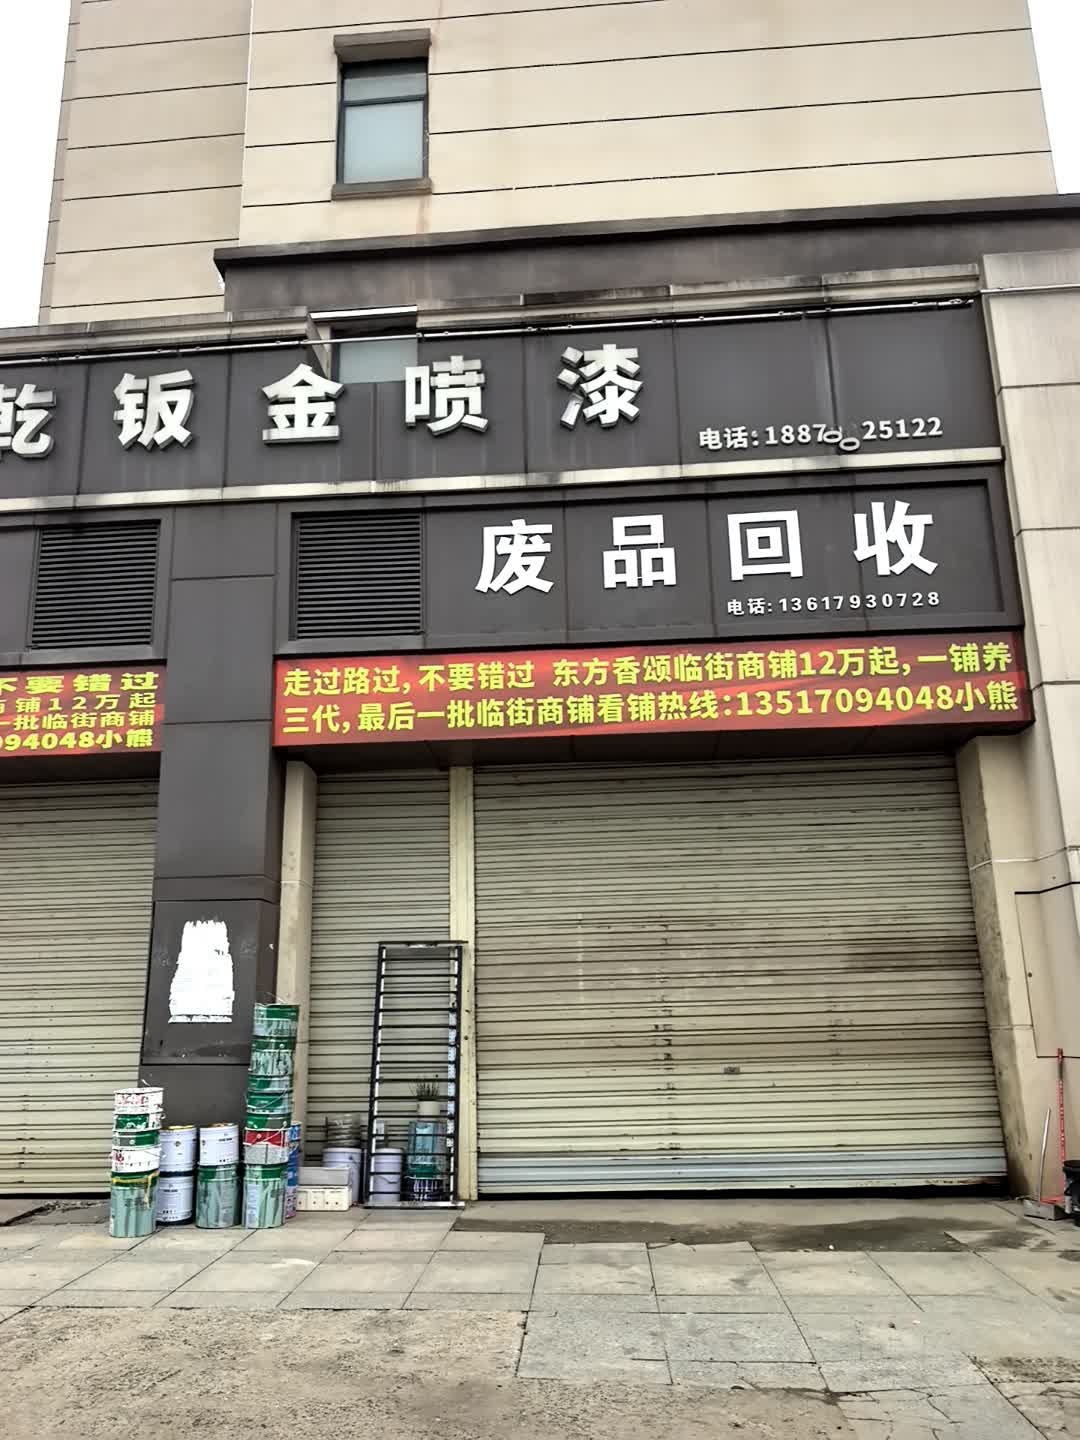 乾钣金喷漆
电话:18870025122
废品回收
电话:13617930728
走过路过,不要错过 东方香颂临街商铺12万起,一铺养
三代,最后一批临街商铺看铺热线:13517094048小熊
不要错过
商铺12万起
一批临街商铺
094048小熊